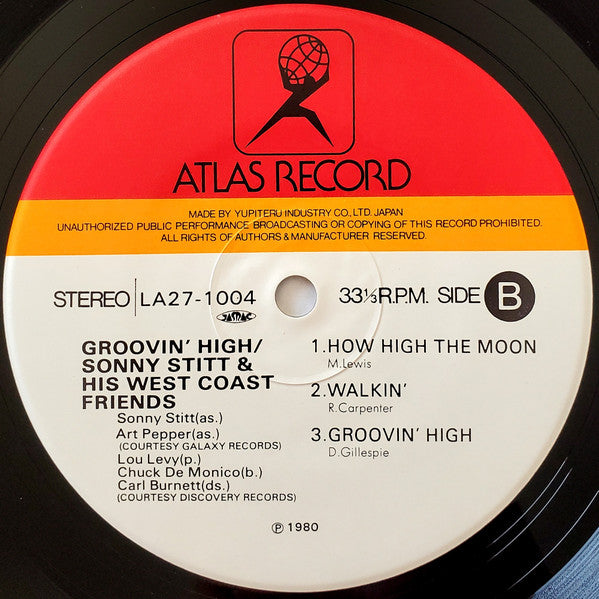 ATLAS RECORD
MADE BY YUPITERU INDUSTRY CO., LTD. JAPAN
UNAUTHORIZED PUBLIC PERFORMANCE BROADCASTING OR COPYING OF THIS RECORD PROHIBITED.
ALL RIGHTS OF AUTHORS & MANUFACTURER RESERVED.
STEREO LA27-1004
JASRAC
33⅓R.P.M. SIDE B
GROOVIN' HIGH/
SONNY STITT &
HIS WEST COAST
FRIENDS
Sonny Stitt(as.)
Art Pepper(as.)
(COURTESY GALAXY RECORDS)
Lou Levy(p.)
Chuck De Monico(b.)
Carl Burnett(ds.)
(COURTESY DISCOVERY RECORDS)
1.HOW HIGH THE MOON
M.Lewis
2.WALKIN'
R.Carpenter
3.GROOVIN' HIGH
D.Gillespie
℗ 1980